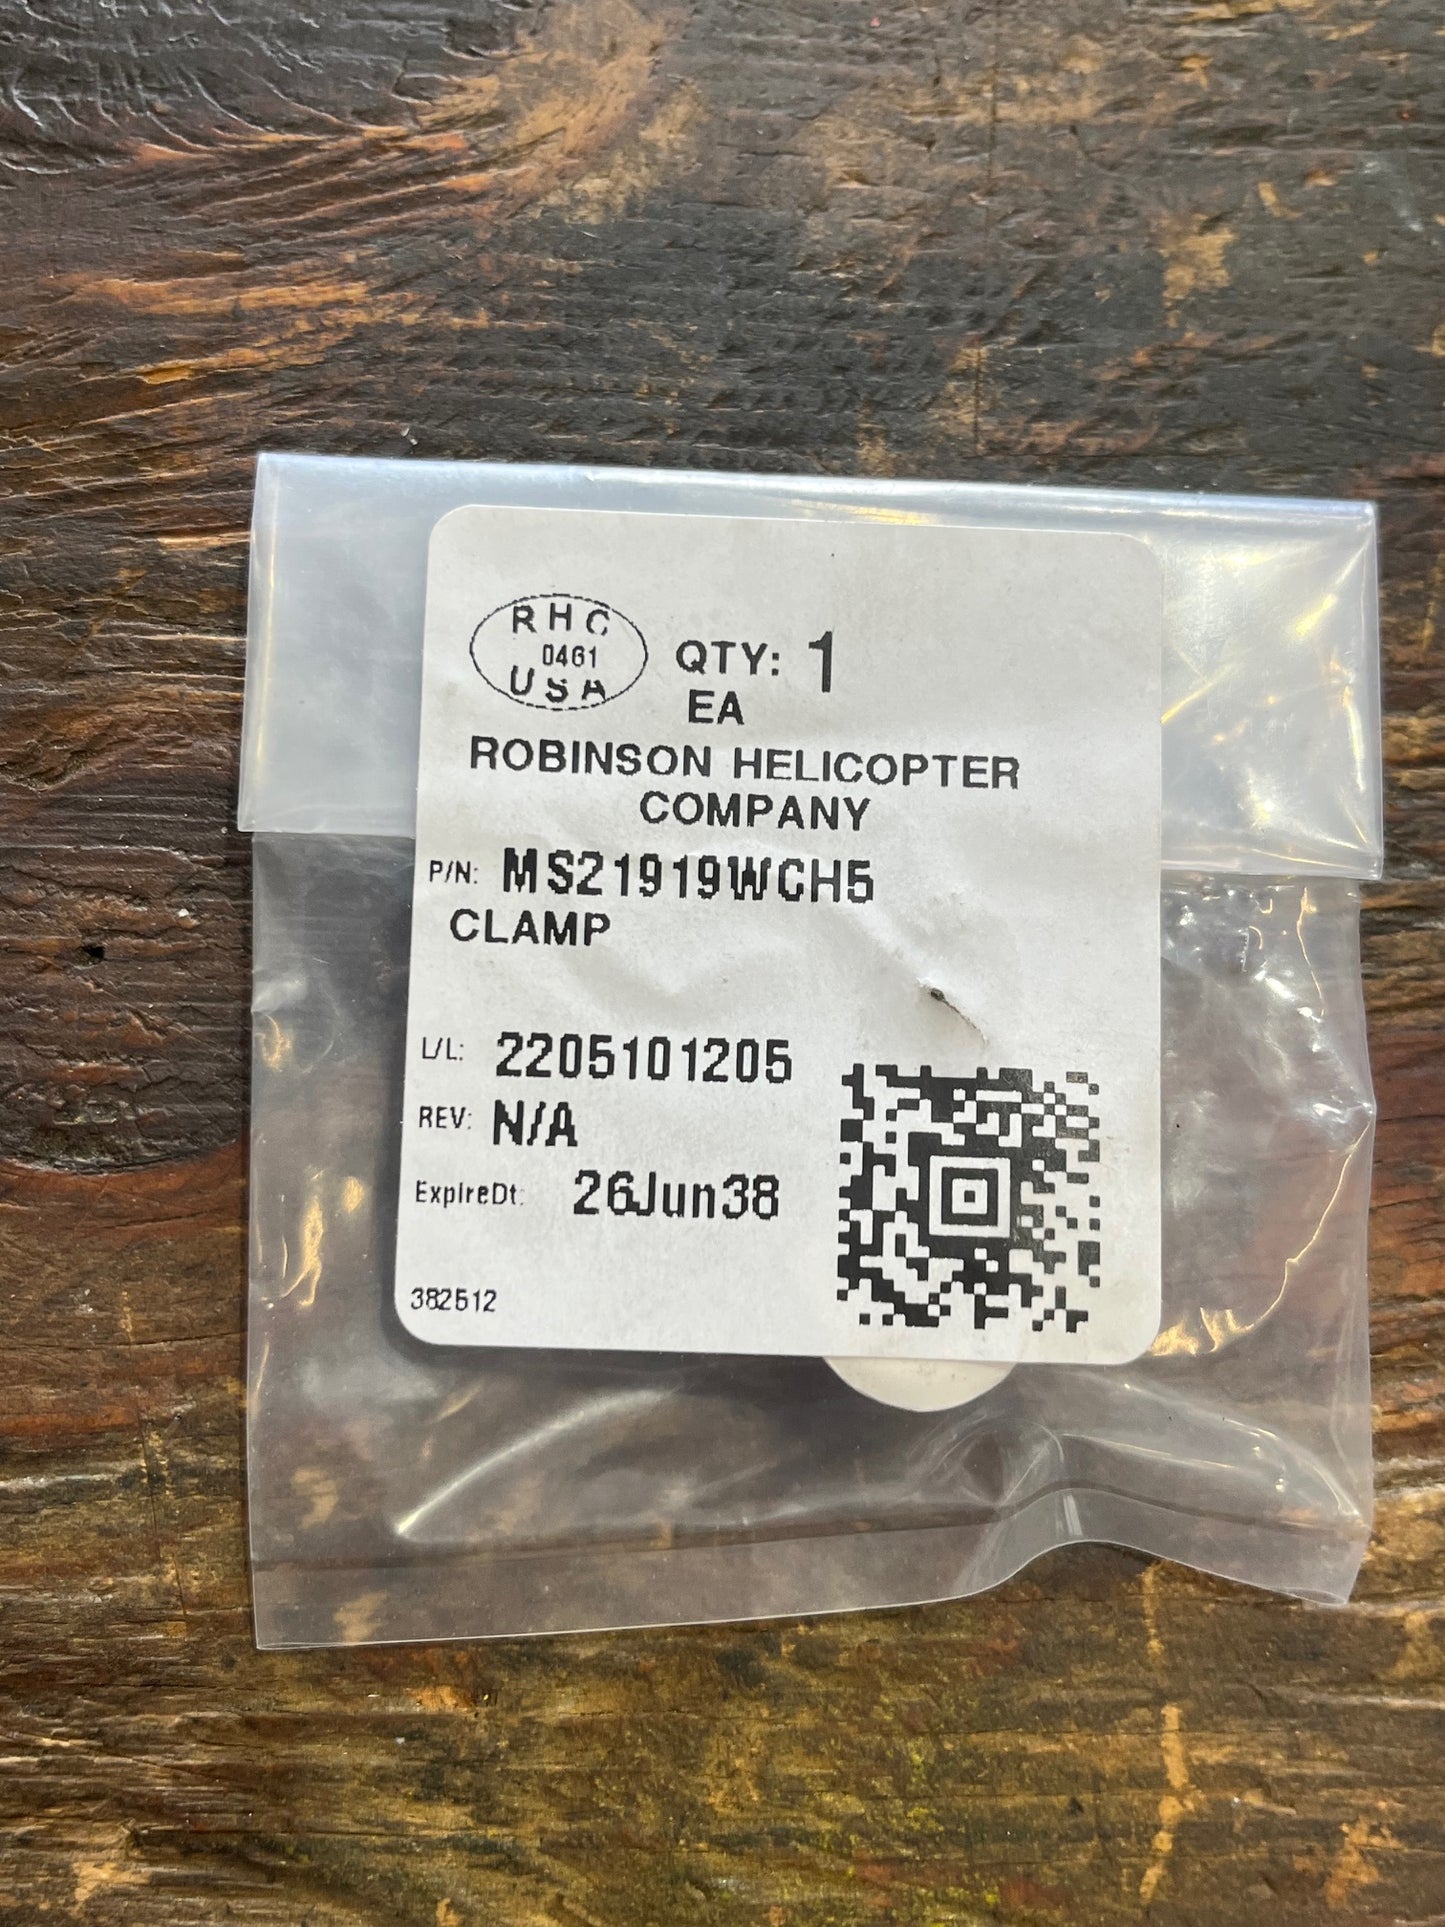 RHC
0461
USA
QTY: 1
EA
ROBINSON HELICOPTER
COMPANY
P/N: MS21919WCH5
CLAMP
L/L: 2205101205
REV: N/A
ExpireDt: 26Jun38
382512